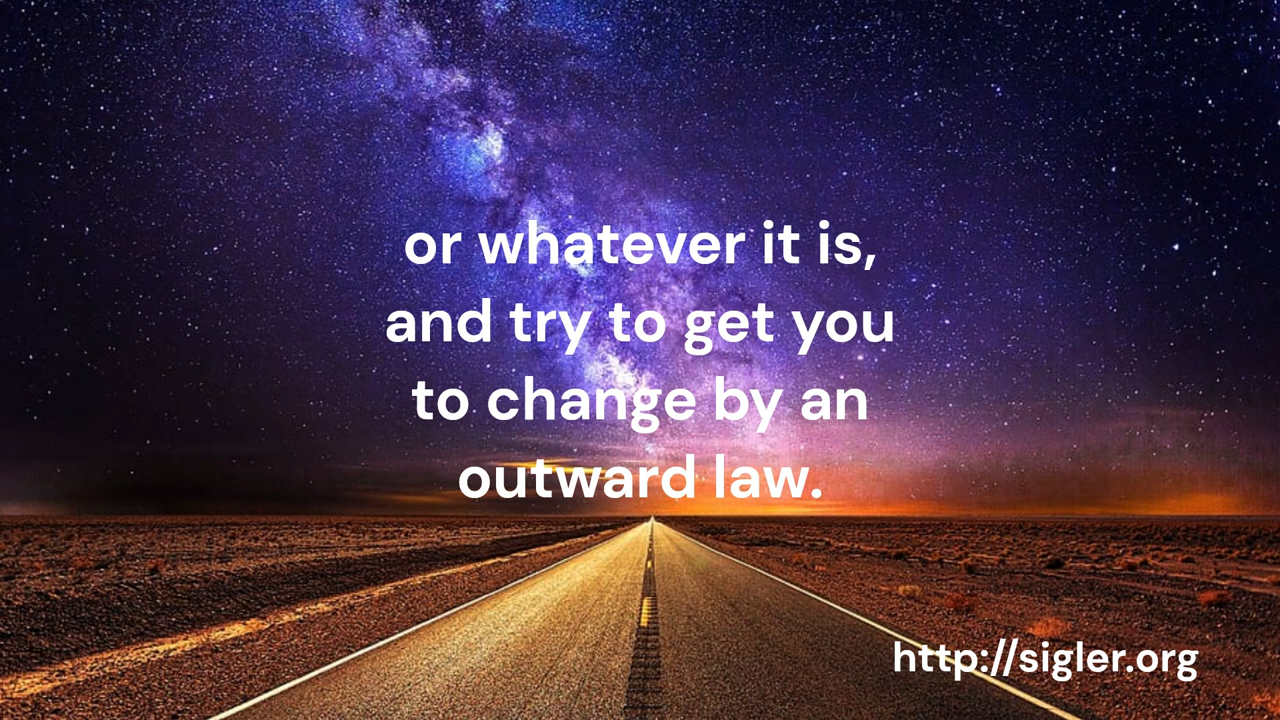 or whatever it is,
and try to get you
to change by an
outward law.
http://sigler.org